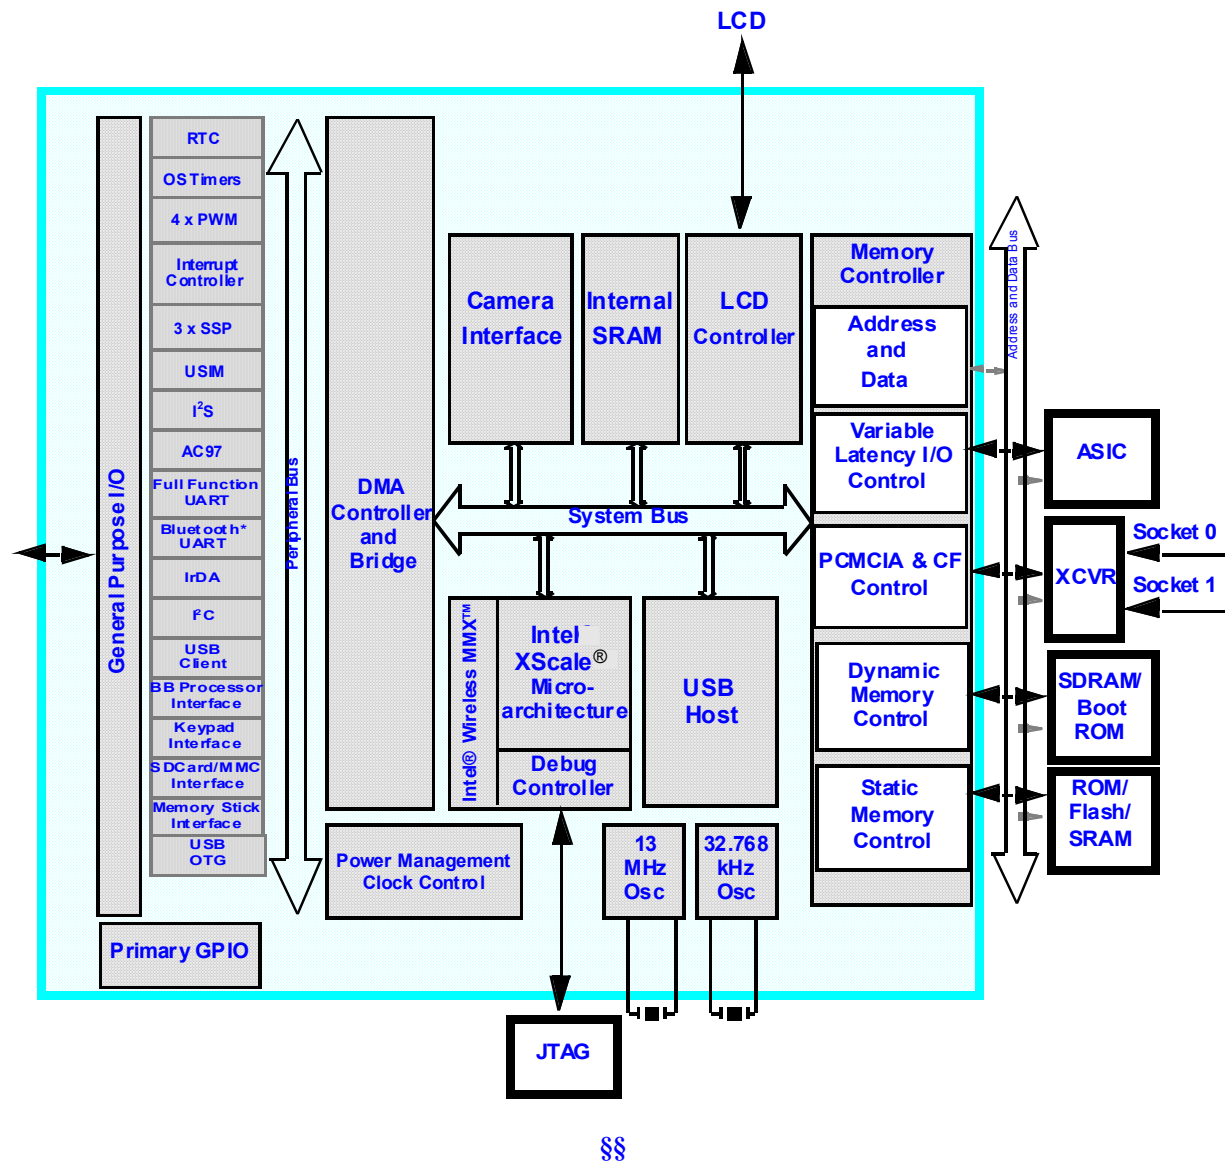 LCD
General Purpose I/O
RTC
OS Timers
4 x PWM
Interrupt
Controller
3 x SSP
USIM
I²S
AC97
Full Function
UART
Bluetooth*
UART
IrDA
I²C
USB
Client
BB Processor
Interface
Keypad
Interface
SDCard/MMC
Interface
Memory Stick
Interface
USB
OTG
Primary GPIO
Peripheral Bus
DMA
Controller
and
Bridge
Power Management
Clock Control
Camera
Interface
Internal
SRAM
LCD
Controller
System Bus
Intel® Wireless MMX™
Intel®
XScale®
Micro-
architecture
Debug
Controller
USB
Host
13
MHz
Osc
32.768
kHz
Osc
JTAG
Memory
Controller
Address
and
Data
Variable
Latency I/O
Control
PCMCIA & CF
Control
Dynamic
Memory
Control
Static
Memory
Control
Address and Data Bus
ASIC
XCVR
Socket 0
Socket 1
SDRAM/
Boot
ROM
ROM/
Flash/
SRAM
§§